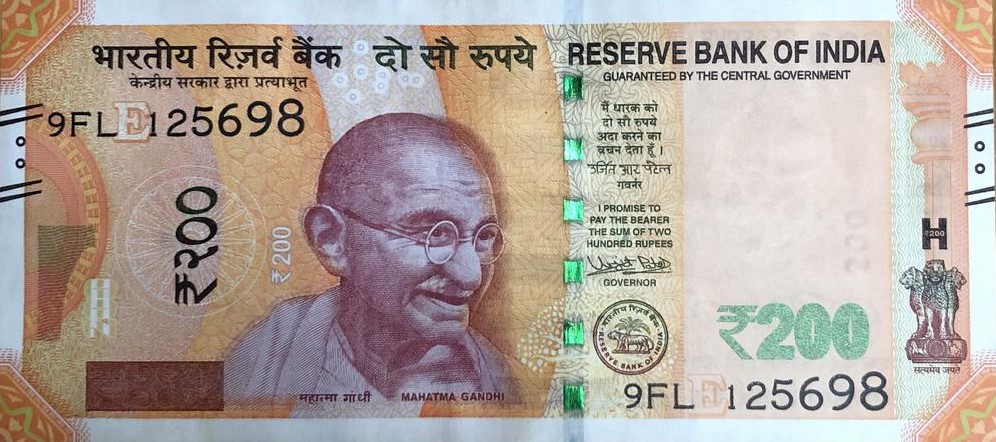 भारतीय रिज़र्व बैंक दो सौ रुपये RESERVE BANK OF INDIA
केन्द्रीय सरकार द्वारा प्रत्याभूत GUARANTEED BY THE CENTRAL GOVERNMENT
9FL E 125698
₹२००
₹200
मैं धारक को
दो सौ रुपये
अदा करने का
वचन देता हूँ ।
उर्जित आर पटेल
गवर्नर
I PROMISE TO
PAY THE BEARER
THE SUM OF TWO
HUNDRED RUPEES
GOVERNOR
भारतीय रिज़र्व बैंक
RESERVE BANK OF INDIA
₹200
H
₹200
सत्यमेव जयते
महात्मा गांधी MAHATMA GANDHI
9FL E 125698